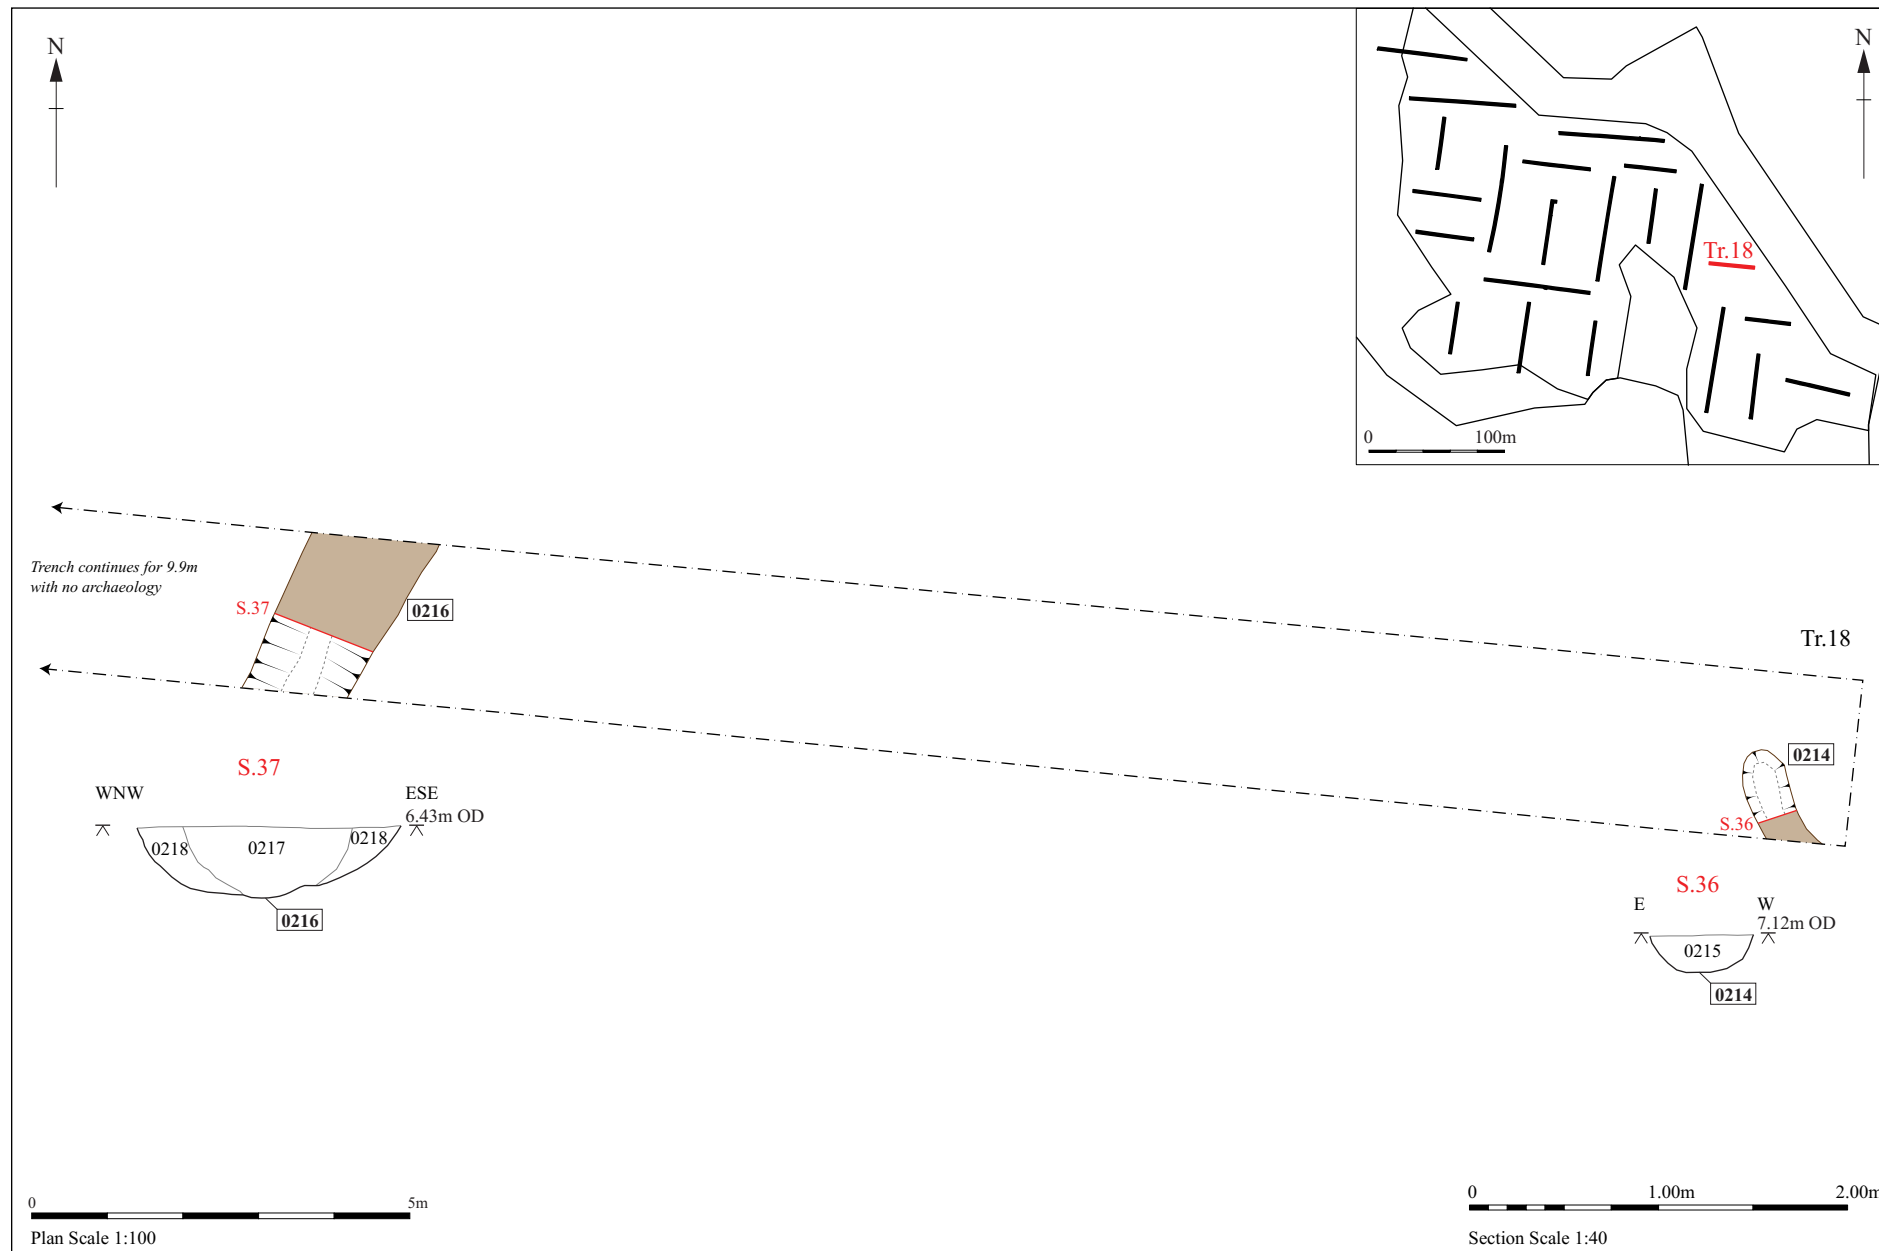 N
N
Tr.18
0
100m
Trench continues for 9.9m
with no archaeology
S.37
0216
Tr.18
0214
S.36
S.37
WNW
ESE
6.43m OD
0218
0217
0218
0216
S.36
E
W
7.12m OD
0215
0214
0
5m
Plan Scale 1:100
0
1.00m
2.00m
Section Scale 1:40